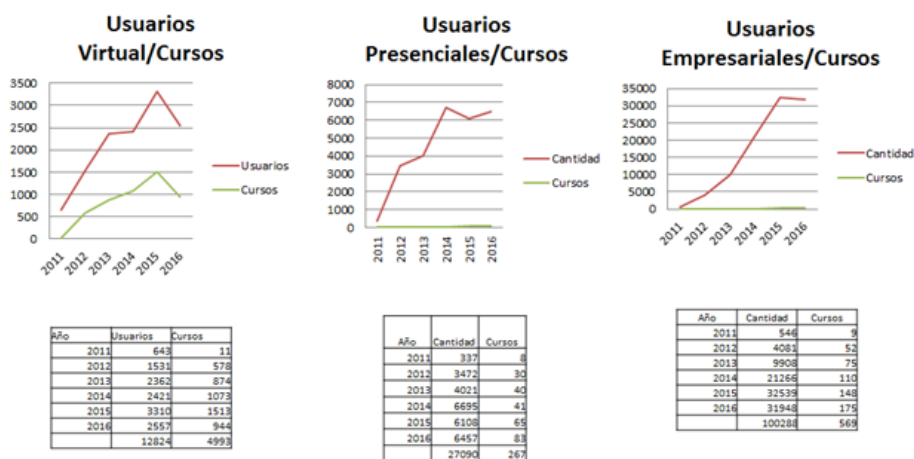 Usuarios
Virtual/Cursos
3500
3000
2500
2000
1500
1000
500
0
2011 2012 2013 2014 2015 2016
Usuarios
Cursos
Usuarios
Presenciales/Cursos
8000
7000
6000
5000
4000
3000
2000
1000
0
2011 2012 2013 2014 2015 2016
Cantidad
Cursos
Usuarios
Empresariales/Cursos
35000
30000
25000
20000
15000
10000
5000
0
2011 2012 2013 2014 2015 2016
Cantidad
Cursos
Año Usuarios Cursos
2011 643 11
2012 1531 578
2013 2362 874
2014 2421 1073
2015 3310 1513
2016 2557 944
12824 4993
Año Cantidad Cursos
2011 337 8
2012 3472 30
2013 4021 40
2014 6695 41
2015 6108 65
2016 6457 83
27090 267
Año Cantidad Cursos
2011 546 9
2012 4081 52
2013 9908 75
2014 21266 110
2015 32539 148
2016 31948 175
100288 569